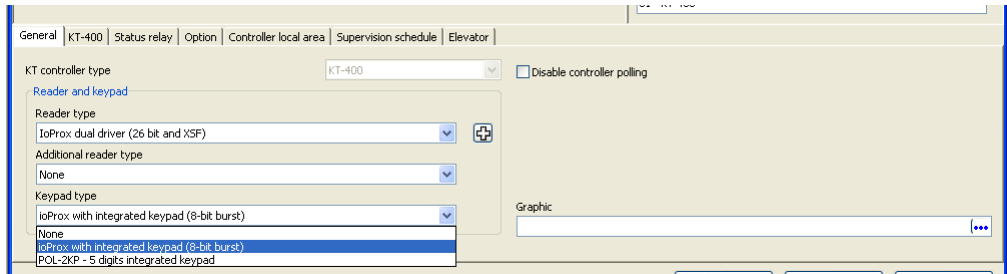 General
KT-400
Status relay
Option
Controller local area
Supervision schedule
Elevator
KT controller type
KT-400
Disable controller polling
Reader and keypad
Reader type
IoProx dual driver (26 bit and XSF)
Additional reader type
None
Keypad type
ioProx with integrated keypad (8-bit burst)
Graphic
None
ioProx with integrated keypad (8-bit burst)
POL-2KP - 5 digits integrated keypad